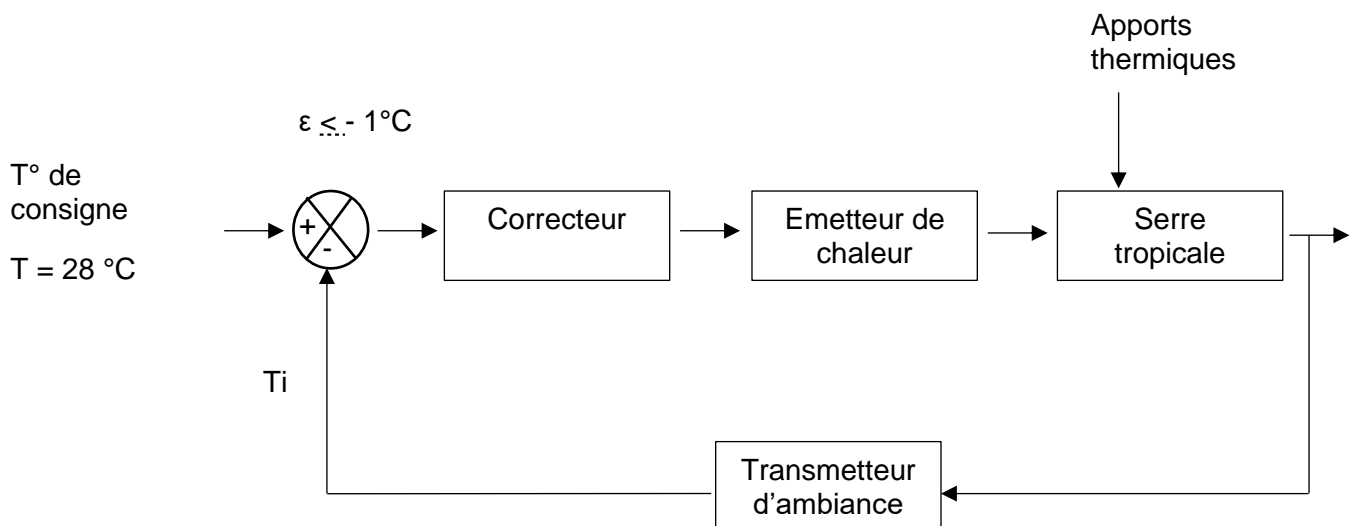 Apports
thermiques
ε < - 1°C
T° de
consigne
T = 28 °C
+
-
Correcteur
Emetteur de
chaleur
Serre
tropicale
Ti
Transmetteur
d’ambiance